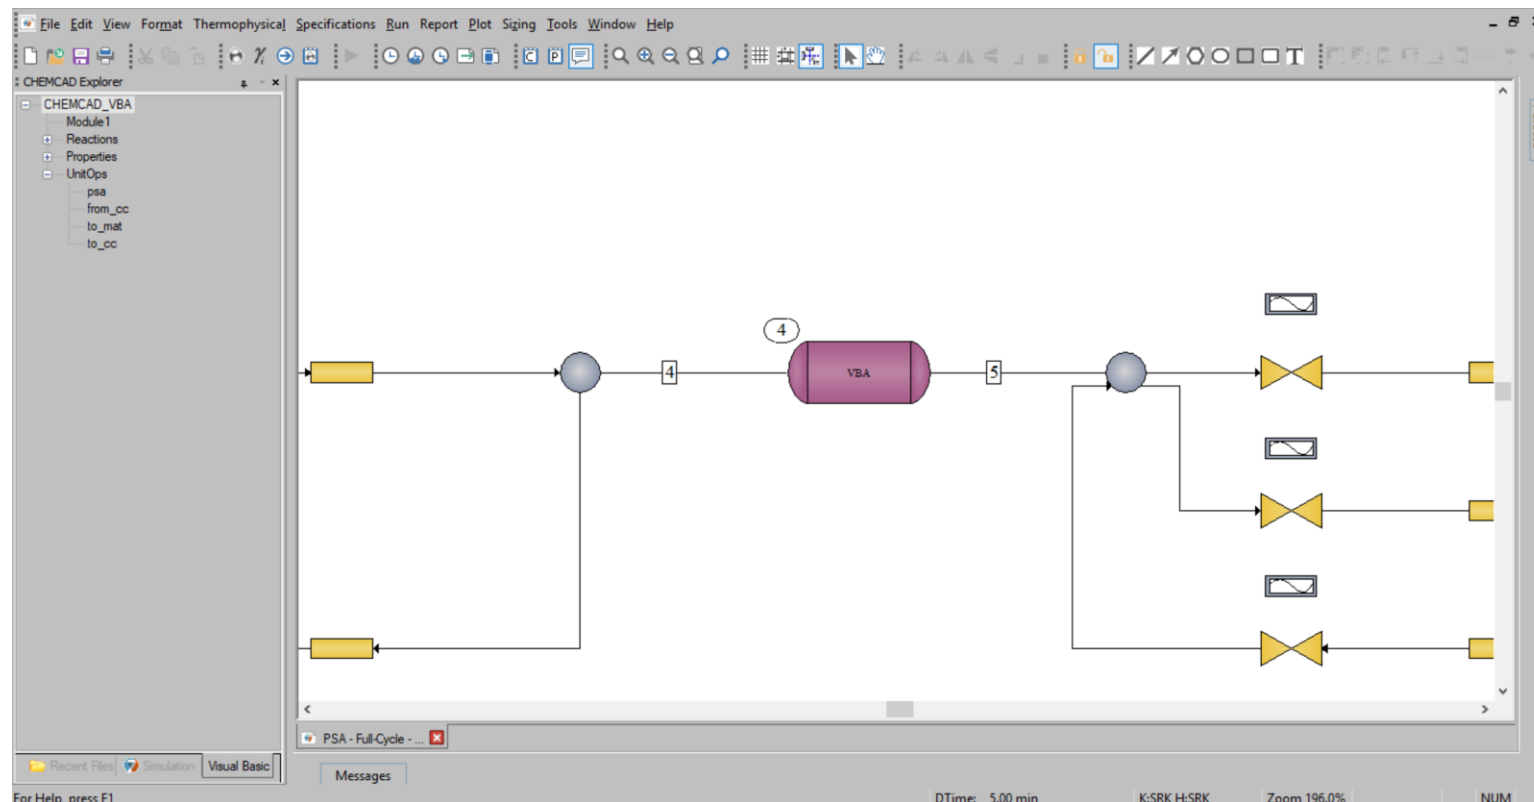 File Edit View Format Thermophysical Specifications Run Report Plot Sizing Tools Window Help
CHEMCAD Explorer
CHEMCAD_VBA
Module1
Reactions
Properties
UnitOps
psa
from_cc
to_mat
to_cc
4
4
VBA
5
PSA - Full-Cycle - ...
Recent Files Simulation Visual Basic
Messages
For Help, press F1 DTime: 5.00 min K:SRK H:SRK Zoom 196.0% NUM